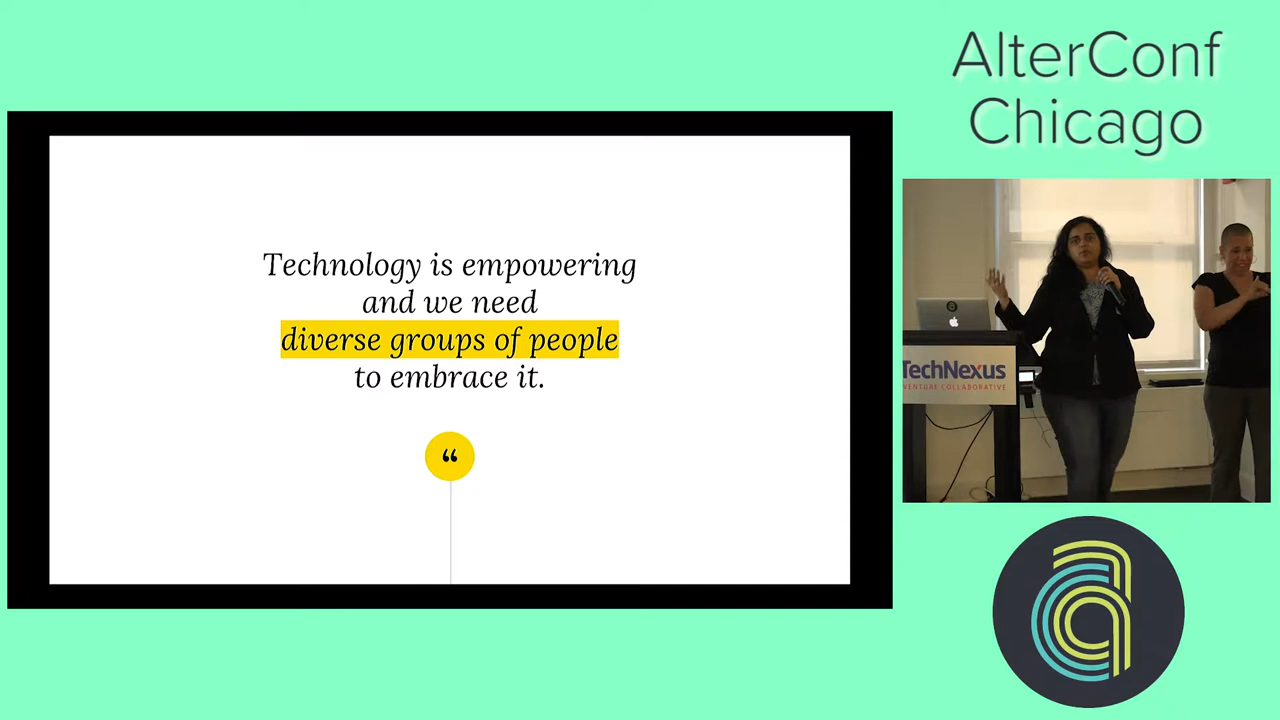 AlterConf
Chicago
Technology is empowering
and we need
diverse groups of people
to embrace it.
“
TechNexus
VENTURE COLLABORATIVE